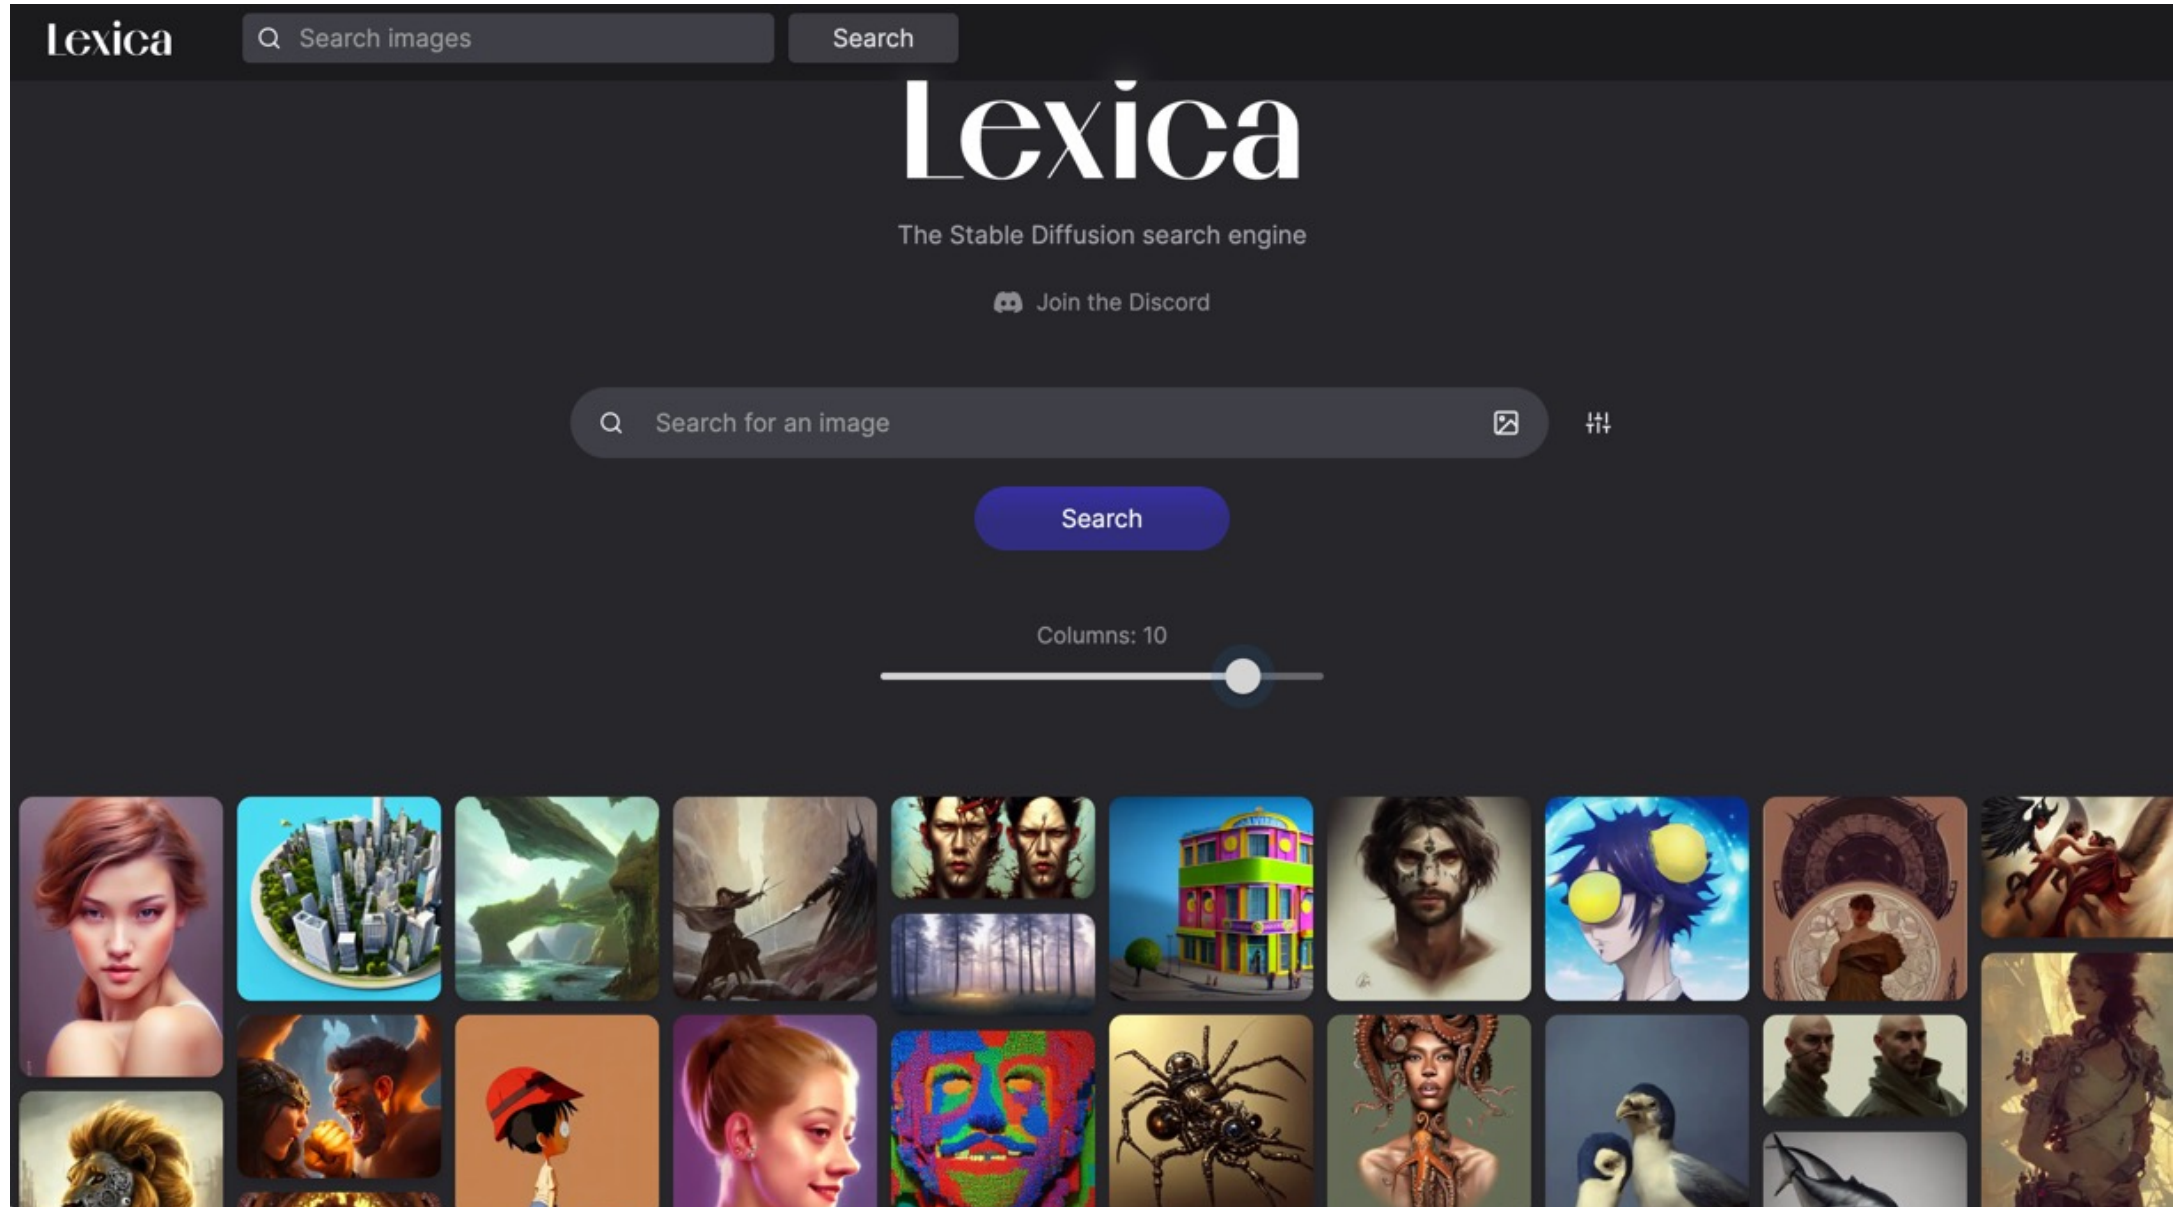 Lexica
Search images
Search
Lexica
The Stable Diffusion search engine
Join the Discord
Search for an image
Search
Columns: 10